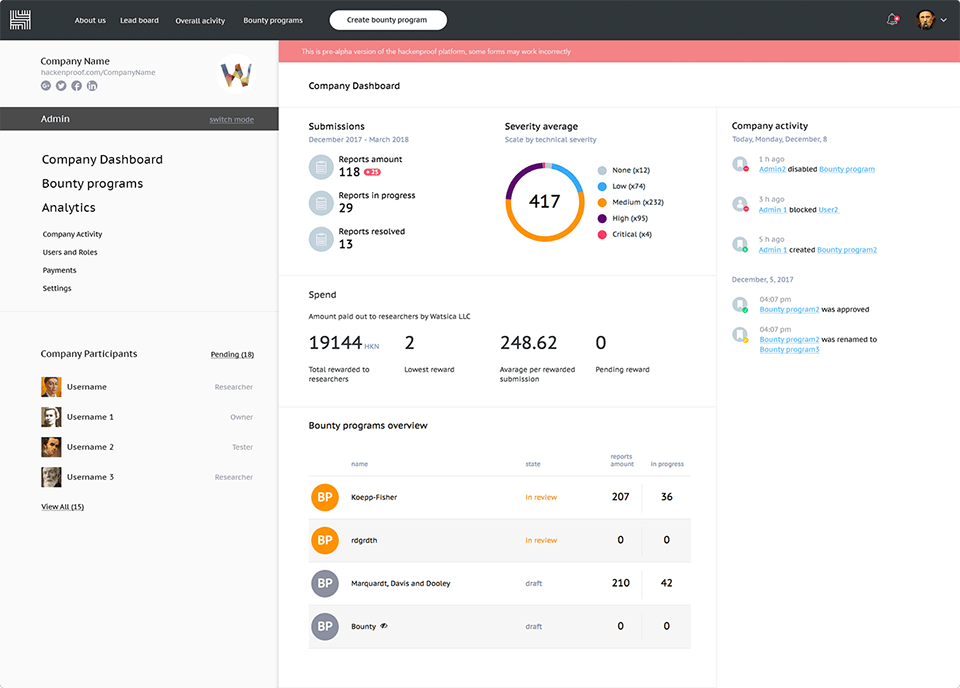 About us Lead board Overall acivity Bounty programs Create bounty program
This is pre-alpha version of the hackenproof platform, some forms may work incorrectly
Company Name
hackenproof.com/CompanyName
Admin switch mode
Company Dashboard
Bounty programs
Analytics
Company Activity
Users and Roles
Payments
Settings
Company Participants Pending (18)
Username Researcher
Username 1 Owner
Username 2 Tester
Username 3 Researcher
View All (15)
Company Dashboard
Submissions
December 2017 - March 2018
Reports amount
118 + 25
Reports in progress
29
Reports resolved
13
Severity average
Scale by technical severity
417
None (x12)
Low (x74)
Medium (x232)
High (x95)
Critical (x4)
Spend
Amount paid out to researchers by Watsica LLC
19144 HKN 2 248.62 0
Total rewarded to Lowest reward Avarage per rewarded Pending reward
researchers submission
Bounty programs overview
name state reports in progress
amount
BP Koepp-Fisher in review 207 36
BP rdgrdth in review 0 0
BP Marquardt, Davis and Dooley draft 210 42
BP Bounty draft 0 0
Company activity
Today, Monday, December, 8
1 h ago
Admin2 disabled Bounty program
3 h ago
Admin 1 blocked User2
5 h ago
Admin 1 created Bounty program2
December, 5, 2017
04:07 pm
Bounty program2 was approved
04:07 pm
Bounty program2 was renamed to
Bounty program3